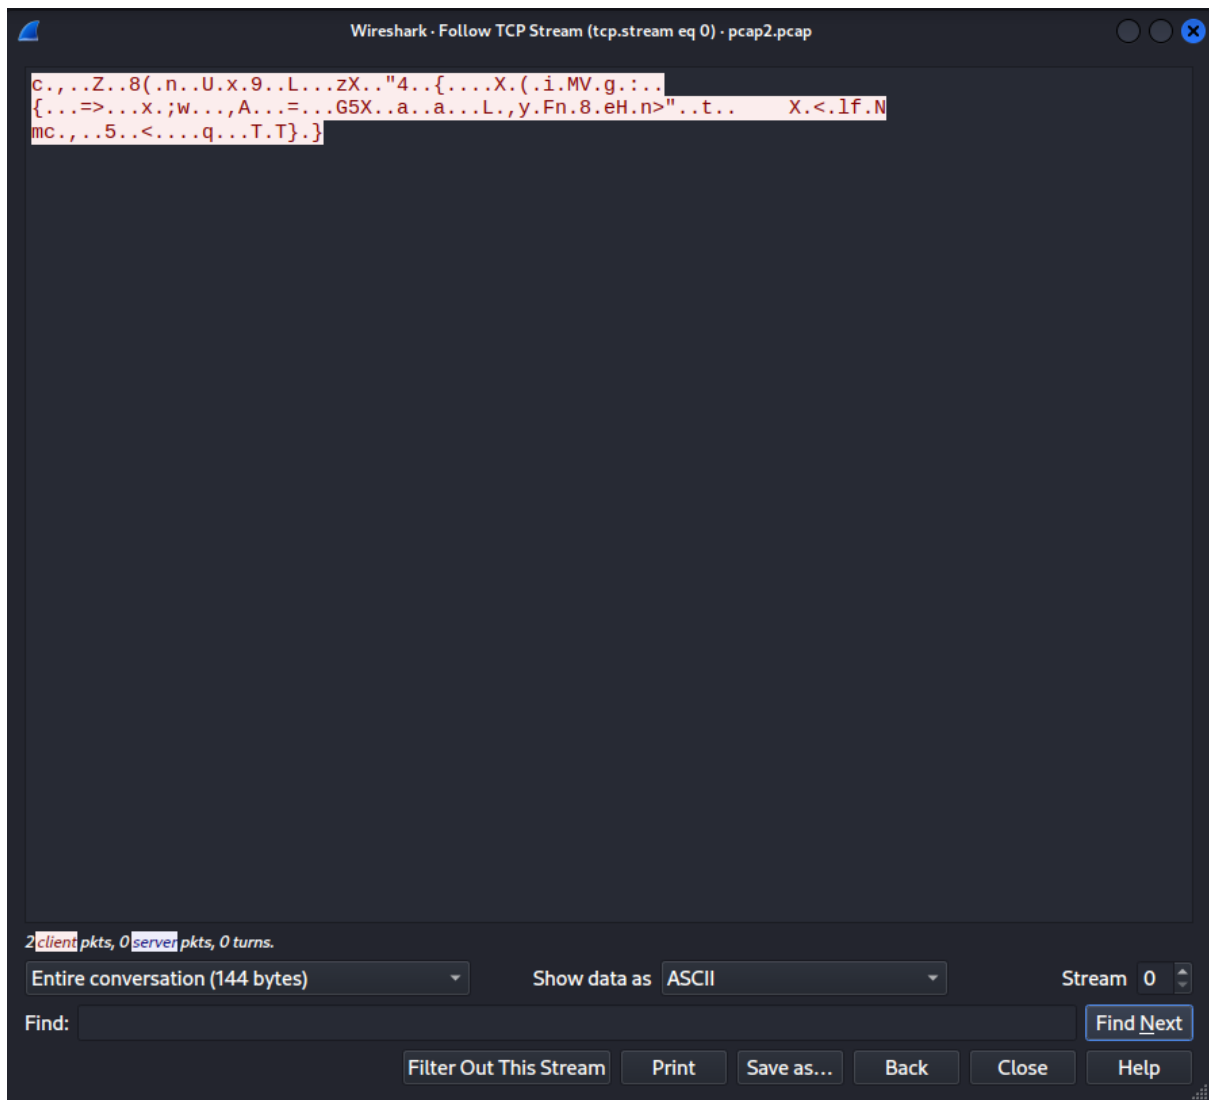 Wireshark · Follow TCP Stream (tcp.stream eq 0) · pcap2.pcap
c.,..Z..8(.n..U.x.9..L...zX.."4..{....X.(.i.MV.g.:..
{...=>...x.;w...,A...=...G5X..a..a...L.,y.Fn.8.eH.n>"..t..     X.<.lf.N
mc.,..5..<....q...T.T}.}
2 client pkts, 0 server pkts, 0 turns.
Entire conversation (144 bytes) Show data as ASCII Stream 0
Find: Find Next
Filter Out This Stream Print Save as... Back Close Help